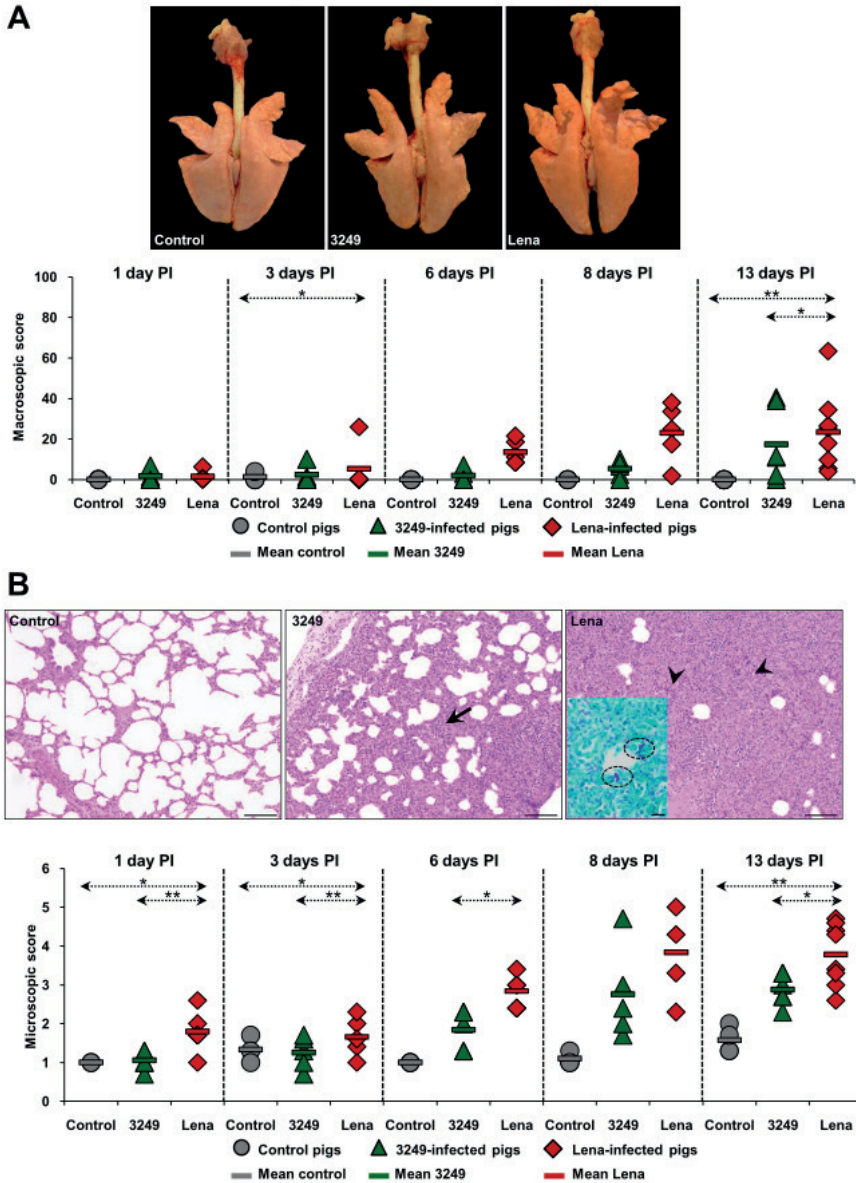 A
Control
3249
Lena
1 day PI
3 days PI
6 days PI
8 days PI
13 days PI
*
**
*
Macroscopic score
100
80
60
40
20
0
Control 3249 Lena Control 3249 Lena Control 3249 Lena Control 3249 Lena Control 3249 Lena
Control pigs 3249-infected pigs Lena-infected pigs
Mean control Mean 3249 Mean Lena
B
Control
3249
Lena
1 day PI
3 days PI
6 days PI
8 days PI
13 days PI
* * **
** ** * *
Microscopic score
6
5
4
3
2
1
0
Control 3249 Lena Control 3249 Lena Control 3249 Lena Control 3249 Lena Control 3249 Lena
Control pigs 3249-infected pigs Lena-infected pigs
Mean control Mean 3249 Mean Lena